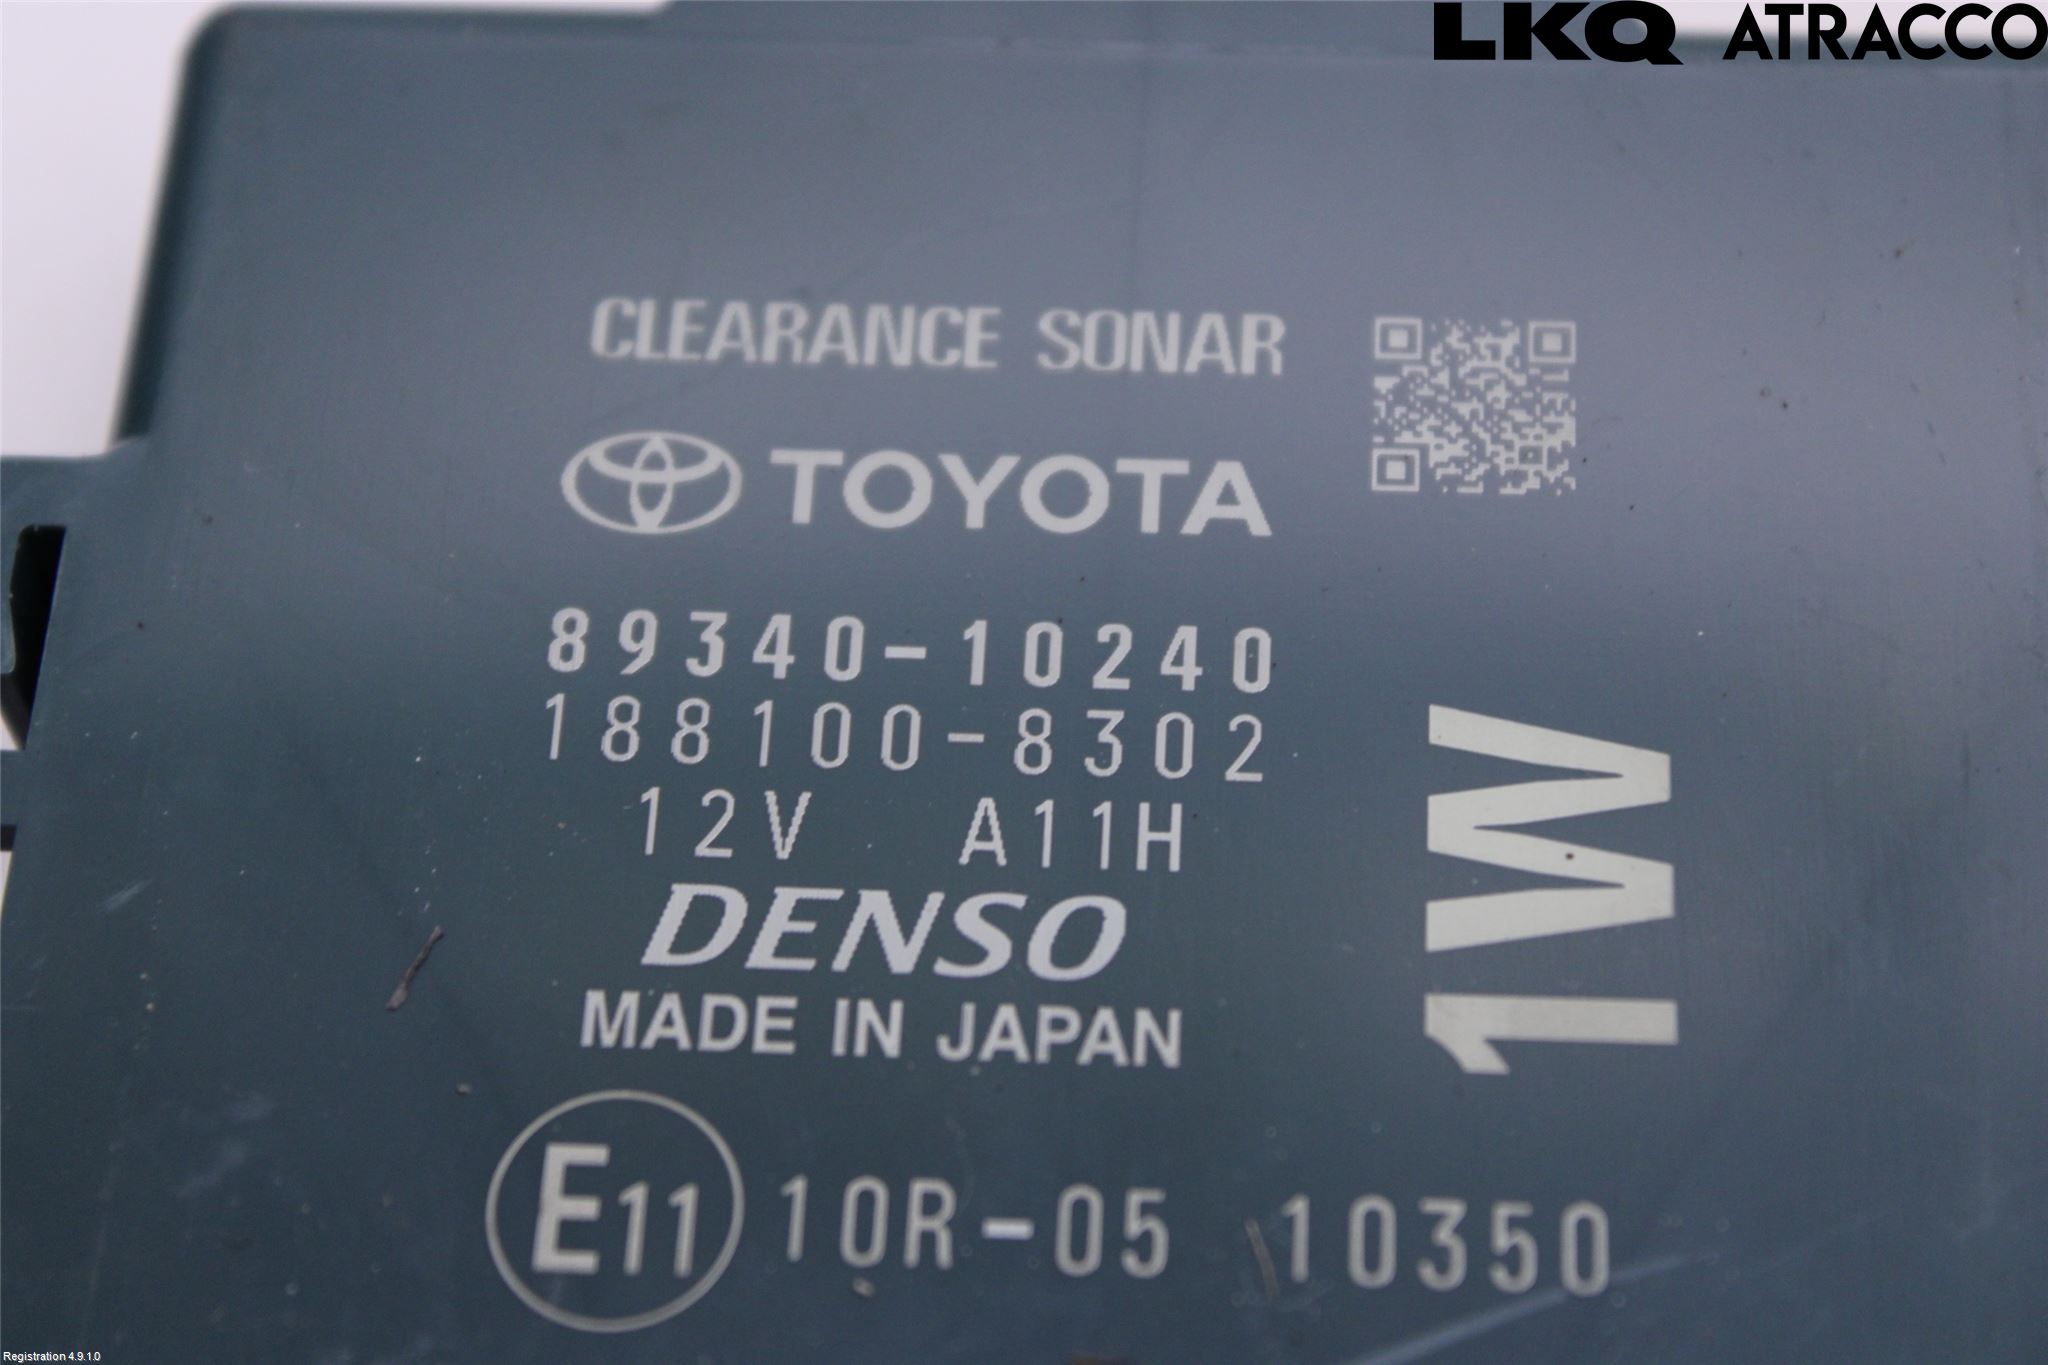 LKQ ATRACCO
CLEARANCE SONAR
TOYOTA
89340-10240
188100-8302
12V A11H
DENSO
MADE IN JAPAN
1W
E11 10R-05 10350
Registration 4.9.1.0